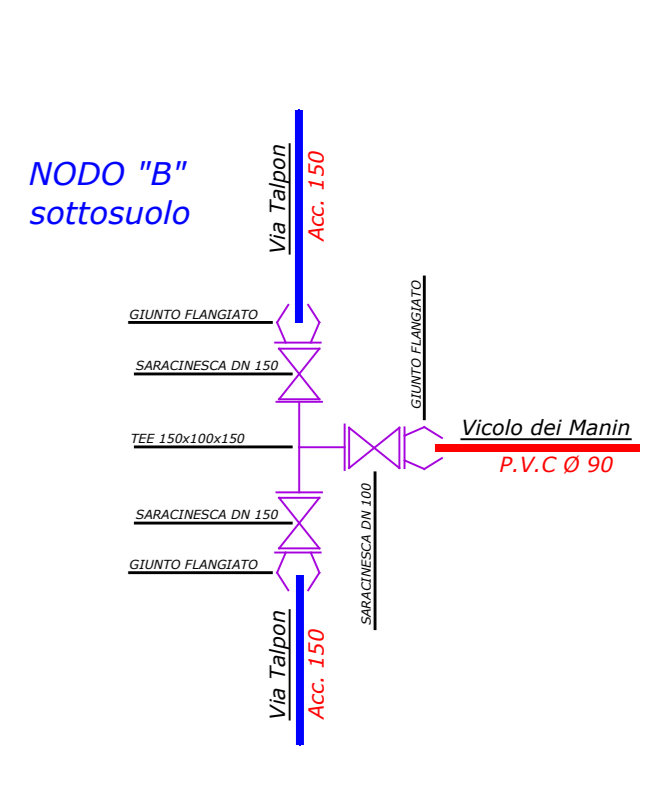 NODO "B"
sottosuolo
Via Talpon
Acc. 150
GIUNTO FLANGIATO
GIUNTO FLANGIATO
SARACINESCA DN 150
TEE 150x100x150
Vicolo dei Manin
P.V.C Ø 90
SARACINESCA DN 150
SARACINESCA DN 100
GIUNTO FLANGIATO
Via Talpon
Acc. 150